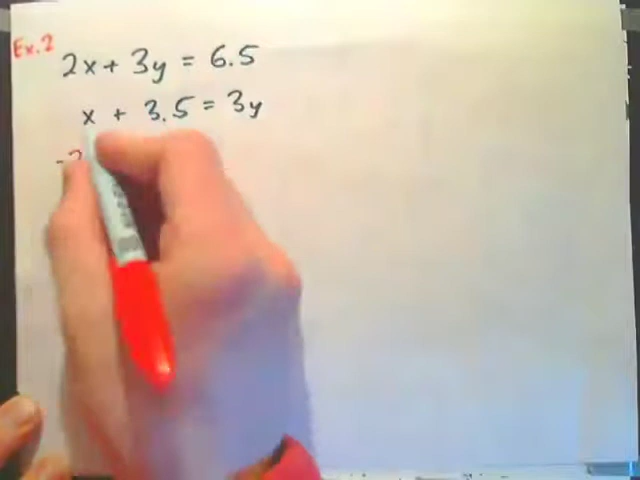 Ex.2
2x + 3y = 6.5
x + 3.5 = 3y